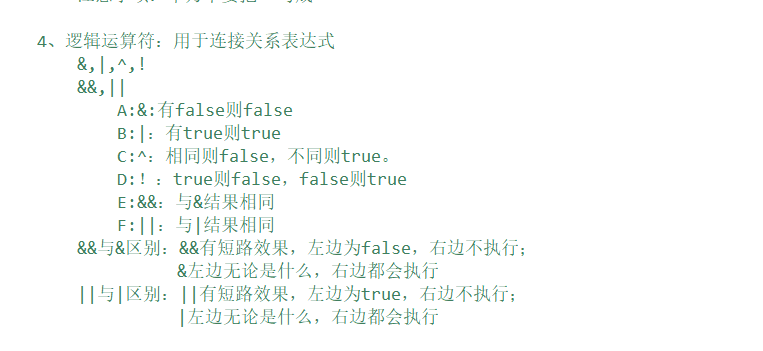 4、逻辑运算符：用于连接关系表达式
&,|,^,!
&&,||
A:&:有false则false
B:|：有true则true
C:^：相同则false，不同则true。
D:！：true则false，false则true
E:&&：与&结果相同
F:||：与|结果相同
&&与&区别：&&有短路效果，左边为false，右边不执行；
&左边无论是什么，右边都会执行
||与|区别：||有短路效果，左边为true，右边不执行；
|左边无论是什么，右边都会执行